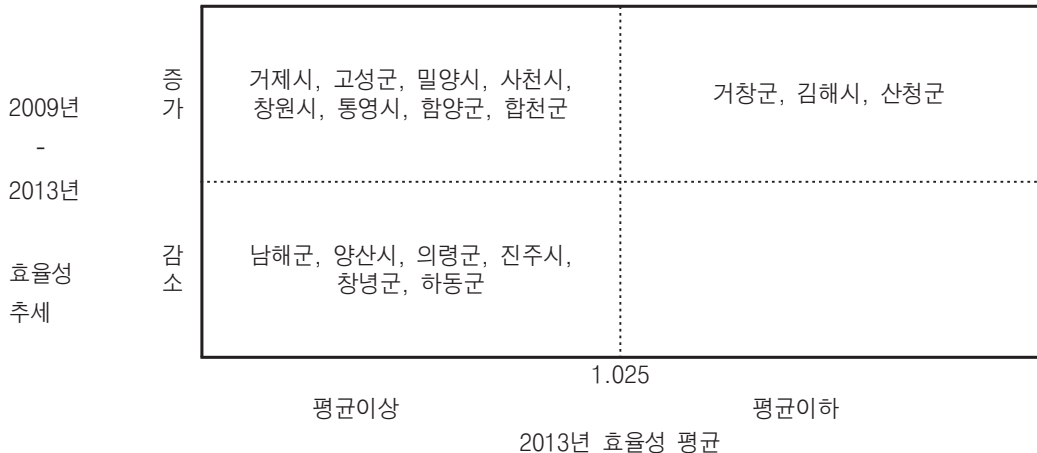 증
가
거제시, 고성군, 밀양시, 사천시,
창원시, 통영시, 함양군, 합천군
거창군, 김해시, 산청군
2009년
-
2013년
효율성
추세
감
소
남해군, 양산시, 의령군, 진주시,
창녕군, 하동군
1.025
평균이상
평균이하
2013년 효율성 평균